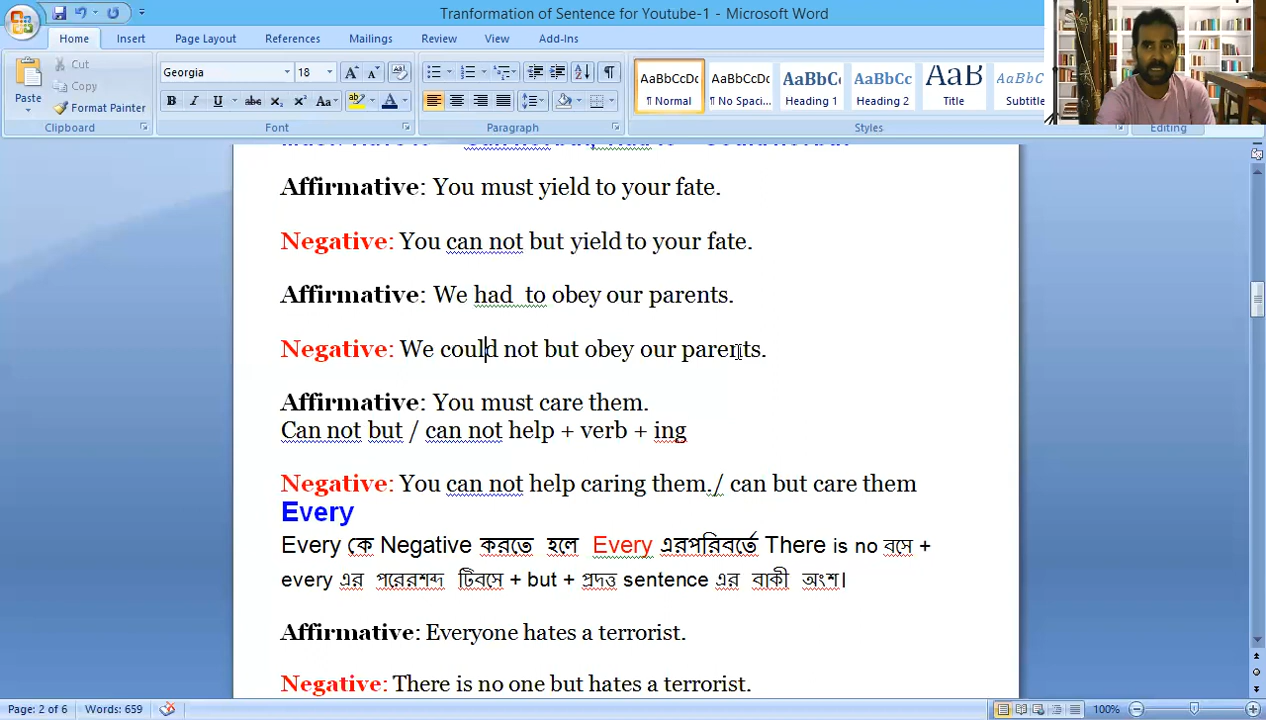 Tranformation of Sentence for Youtube-1 - Microsoft Word
Home Insert Page Layout References Mailings Review View Add-Ins
Paste
Cut
Copy
Format Painter
Clipboard
Georgia 18
Font
Paragraph
AaBbCcDc
¶ Normal
AaBbCcDc
¶ No Spaci...
AaBbC
Heading 1
AaBbCc
Heading 2
AaB
Title
AaBbCc
Subtitle
Styles
Editing
Affirmative: You must yield to your fate.
Negative: You can not but yield to your fate.
Affirmative: We had  to obey our parents.
Negative: We could not but obey our parents.
Affirmative: You must care them.
Can not but / can not help + verb + ing
Negative: You can not help caring them./ can but care them
Every
Every কে Negative করতে হলে Every এরপরিবর্তে There is no বসে +
every এর পরেরশব্দ টিবসে + but + প্রদত্ত sentence এর বাকী অংশ।
Affirmative: Everyone hates a terrorist.
Negative: There is no one but hates a terrorist.
Page: 2 of 6 Words: 659 100%